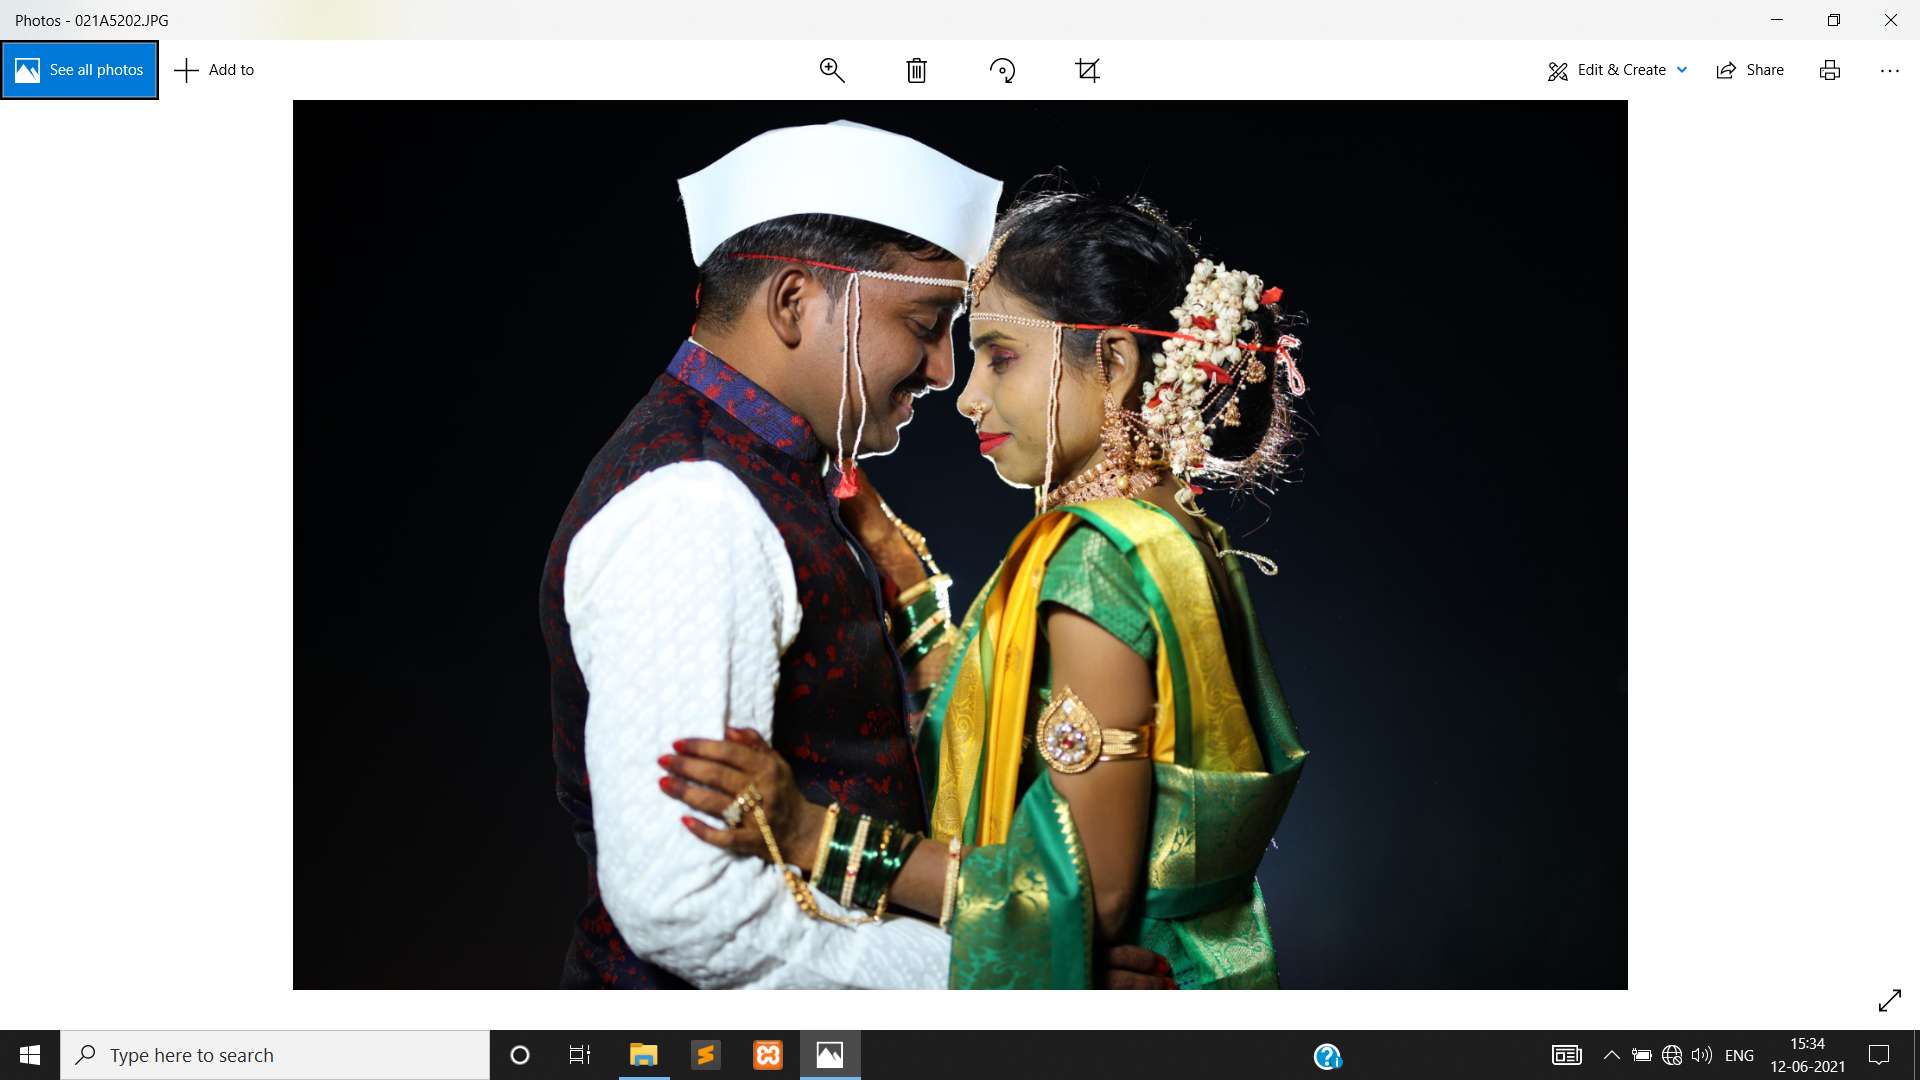 Photos - 021A5202.JPG
See all photos
Add to
Edit & Create
Share
Type here to search
ENG
15:34
12-06-2021